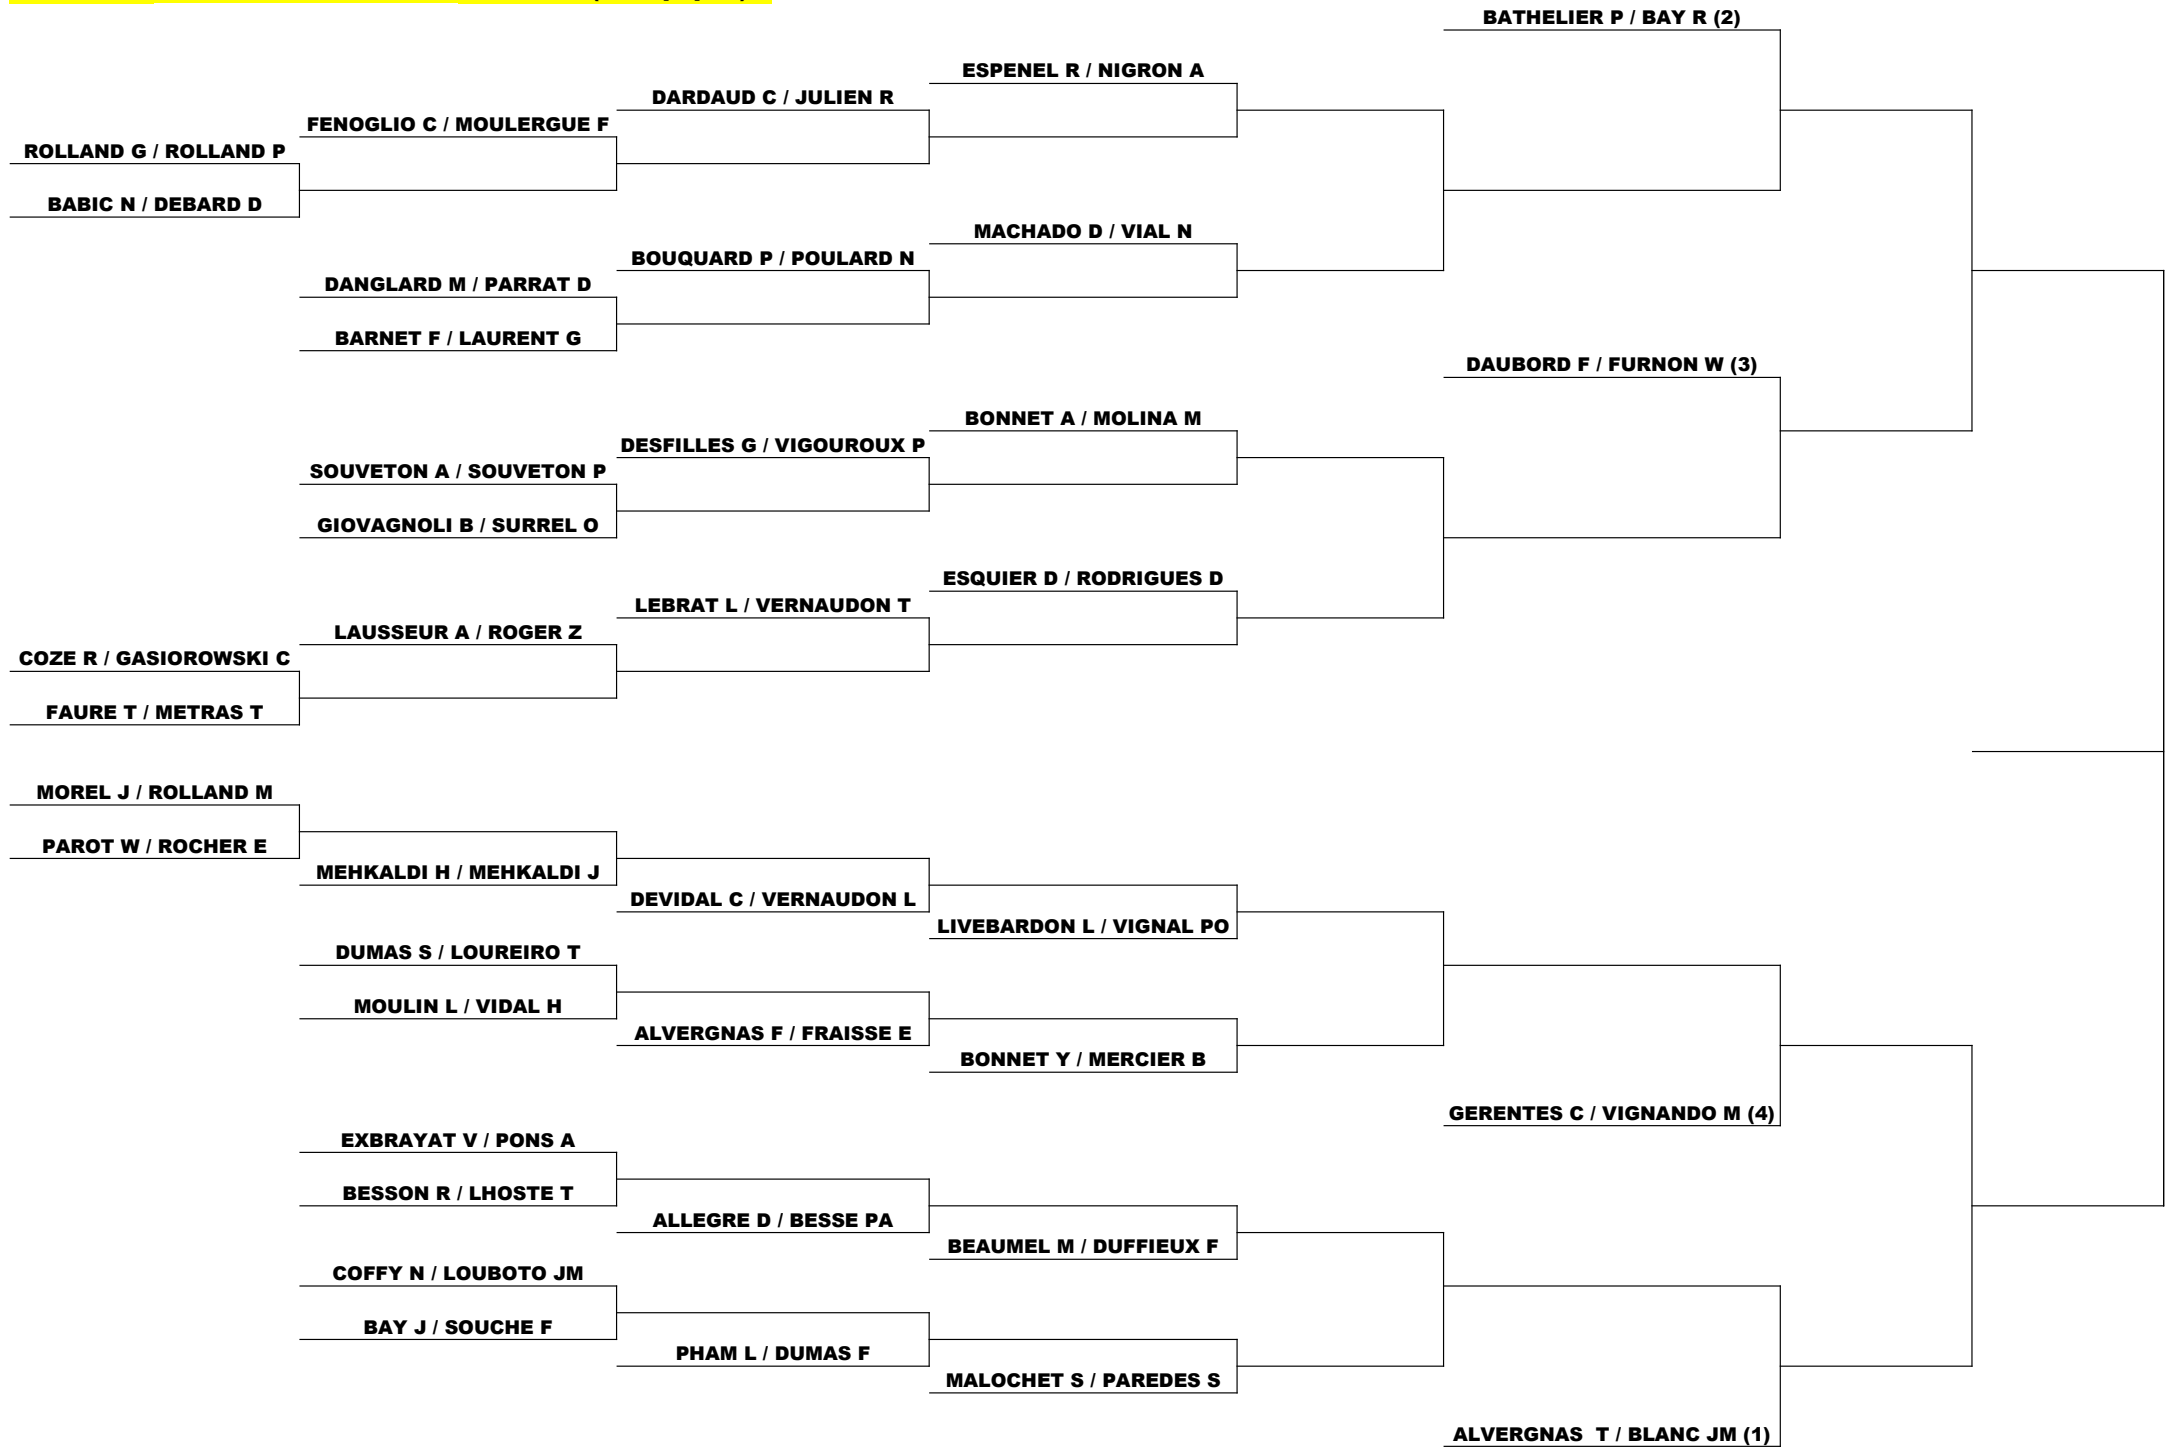 BATHELIER P / BAY R (2)
ESPENEL R / NIGRON A
DARDAUD C / JULIEN R
FENOGLIO C / MOULERGUE F
ROLLAND G / ROLLAND P
BABIC N / DEBARD D
MACHADO D / VIAL N
BOUQUARD P / POULARD N
DANGLARD M / PARRAT D
BARNET F / LAURENT G
DAUBORD F / FURNON W (3)
BONNET A / MOLINA M
DESFILLES G / VIGOUROUX P
SOUVETON A / SOUVETON P
GIOVAGNOLI B / SURREL O
ESQUIER D / RODRIGUES D
LEBRAT L / VERNAUDON T
LAUSSEUR A / ROGER Z
COZE R / GASIOROWSKI C
FAURE T / METRAS T
MOREL J / ROLLAND M
PAROT W / ROCHER E
MEHKALDI H / MEHKALDI J
DEVIDAL C / VERNAUDON L
LIVEBARDON L / VIGNAL PO
DUMAS S / LOUREIRO T
MOULIN L / VIDAL H
ALVERGNAS F / FRAISSE E
BONNET Y / MERCIER B
GERENTES C / VIGNANDO M (4)
EXBRAYAT V / PONS A
BESSON R / LHOSTE T
ALLEGRE D / BESSE PA
BEAUMEL M / DUFFIEUX F
COFFY N / LOUBOTO JM
BAY J / SOUCHE F
PHAM L / DUMAS F
MALOCHET S / PAREDES S
ALVERGNAS  T / BLANC JM (1)